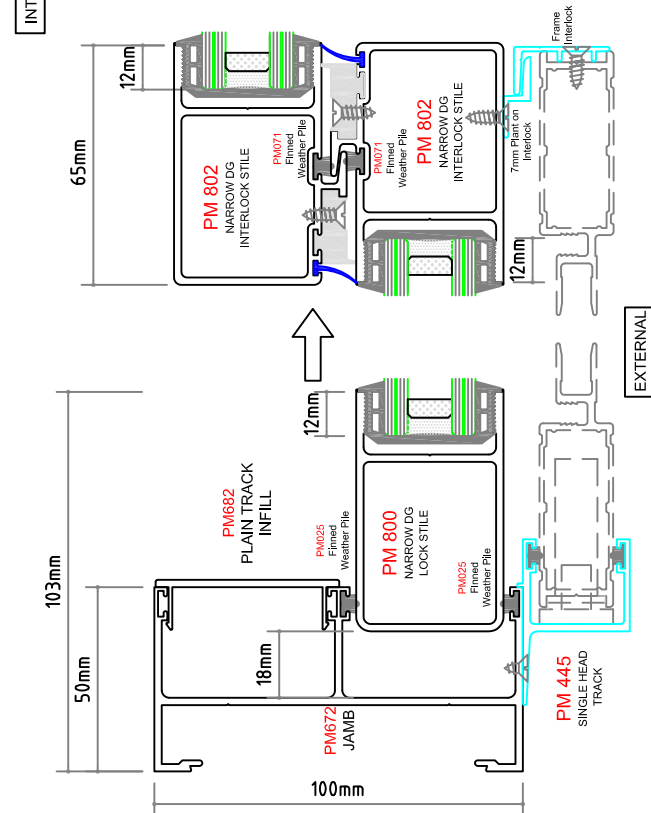 INT
12mm
65mm
PM 802
NARROW DG
INTERLOCK STILE
PM071
Finned
Weather Pile
PM071
Finned
Weather Pile
PM 802
NARROW DG
INTERLOCK STILE
Frame
Interlock
7mm Plant on
Interlock
12mm
EXTERNAL
103mm
12mm
PM682
PLAIN TRACK
INFILL
PM025
Finned
Weather Pile
PM 800
NARROW DG
LOCK STILE
PM025
Finned
Weather Pile
50mm
18mm
PM672
JAMB
PM 445
SINGLE HEAD
TRACK
100mm